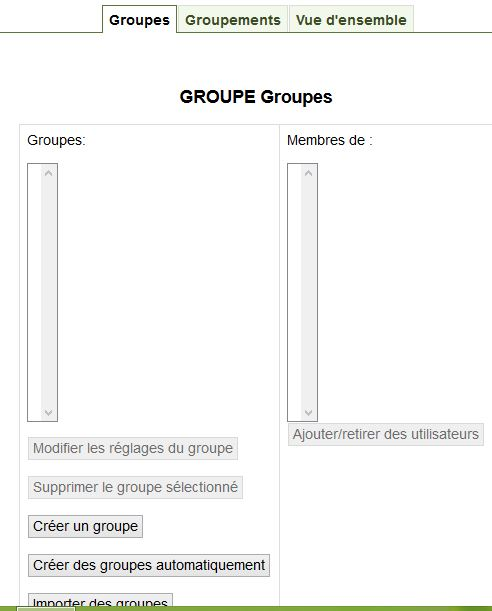 Groupes Groupements Vue d'ensemble
GROUPE Groupes
Groupes:
Membres de :
Ajouter/retirer des utilisateurs
Modifier les réglages du groupe
Supprimer le groupe sélectionné
Créer un groupe
Créer des groupes automatiquement
Importer des groupes